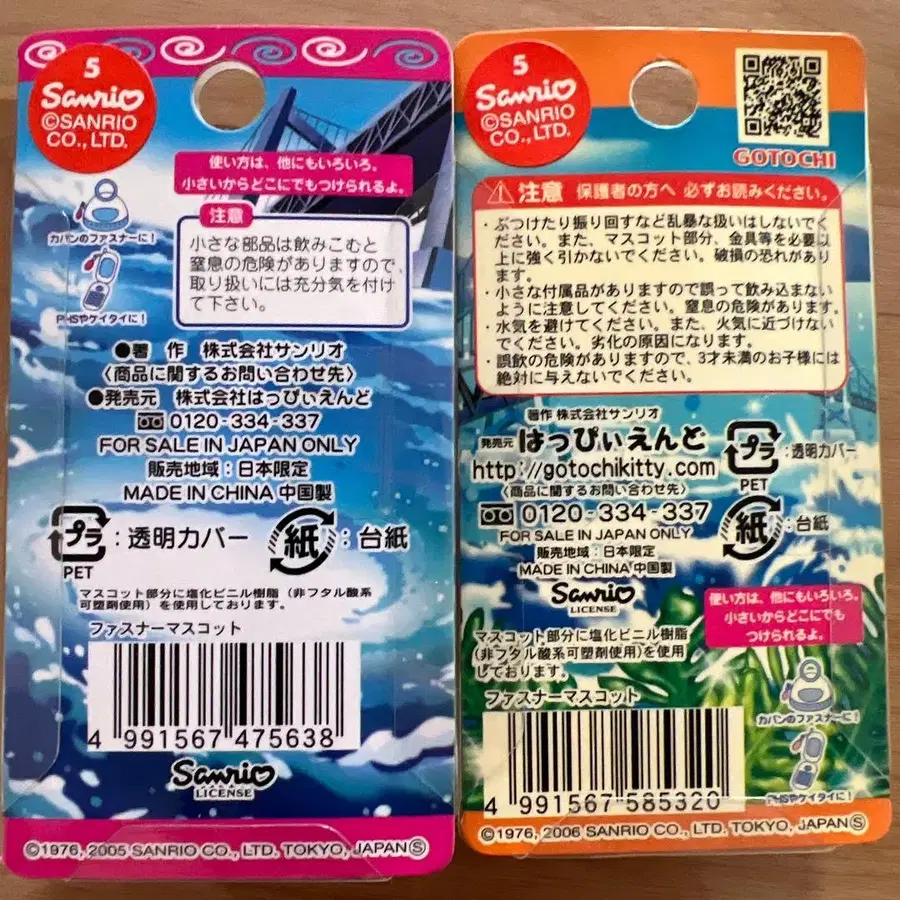 5
Sanrio
©SANRIO
CO., LTD.
使い方は、他にもいろいろ。
小さいからどこにでもつけられるよ。
カバンのファスナーに!
PHSやケイタイに!
注意
小さな部品は飲みこむと
窒息の危険がありますので、
取り扱いには充分気を付け
て下さい。
●著 作 株式会社サンリオ
〈商品に関するお問い合わせ先〉
●発売元 株式会社はっぴぃえんど
0120-334-337
FOR SALE IN JAPAN ONLY
販売地域:日本限定
MADE IN CHINA 中国製
プラ:透明カバー 紙:台紙
PET
マスコット部分に塩化ビニル樹脂(非フタル酸系
可塑剤使用)を使用しております。
ファスナーマスコット
4 991567 475638
Sanrio
LICENSE
©1976, 2005 SANRIO CO., LTD. TOKYO, JAPAN Ⓢ
5
Sanrio
©SANRIO
CO., LTD.
GOTOCHI
注意 保護者の方へ 必ずお読みください。
・ぶつけたり振り回すなど乱暴な扱いはしないでく
ださい。また、マスコット部分、金具等を必要以
上に強く引かないでください。破損の恐れがあり
ます。
・小さな付属品がありますので誤って飲み込まない
ように注意してください。窒息の危険があります。
・水気を避けてください。また、火気に近づけない
でください。劣化の原因になります。
・誤飲の危険がありますので、3才未満のお子様には
絶対に与えないでください。
著作 株式会社サンリオ
発売元 はっぴぃえんど
http://gotochikitty.com
〈商品に関するお問い合わせ先〉
0120-334-337
FOR SALE IN JAPAN ONLY
販売地域:日本限定
MADE IN CHINA 中国製
Sanrio
LICENSE
プラ:透明カバー
PET
紙:台紙
使い方は、他にもいろいろ。
小さいからどこにでも
つけられるよ。
カバンのファスナーに!
PHSやケイタイに!
マスコット部分に塩化ビニル樹脂
(非フタル酸系可塑剤使用)を使用
しております。
ファスナーマスコット
4 991567 585320
©1976, 2006 SANRIO CO., LTD. TOKYO, JAPAN Ⓢ